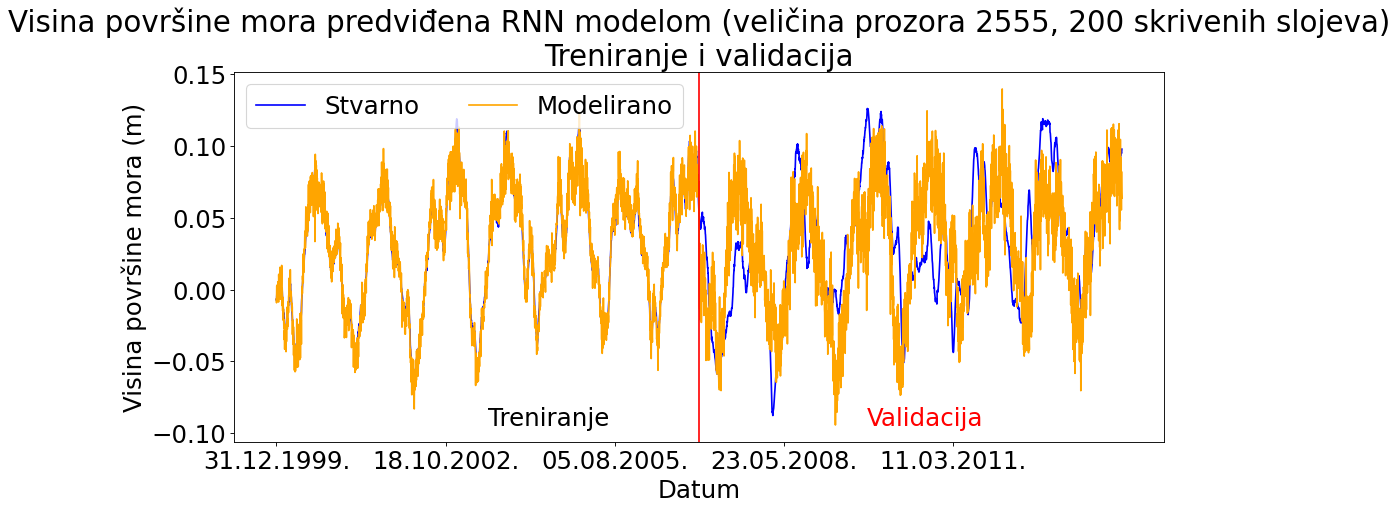 Visina površine mora predviđena RNN modelom (veličina prozora 2555, 200 skrivenih slojeva)
Treniranje i validacija
Stvarno
Modelirano
Visina površine mora (m)
0.15
0.10
0.05
0.00
−0.05
−0.10
Treniranje
Validacija
31.12.1999.
18.10.2002.
05.08.2005.
23.05.2008.
11.03.2011.
Datum